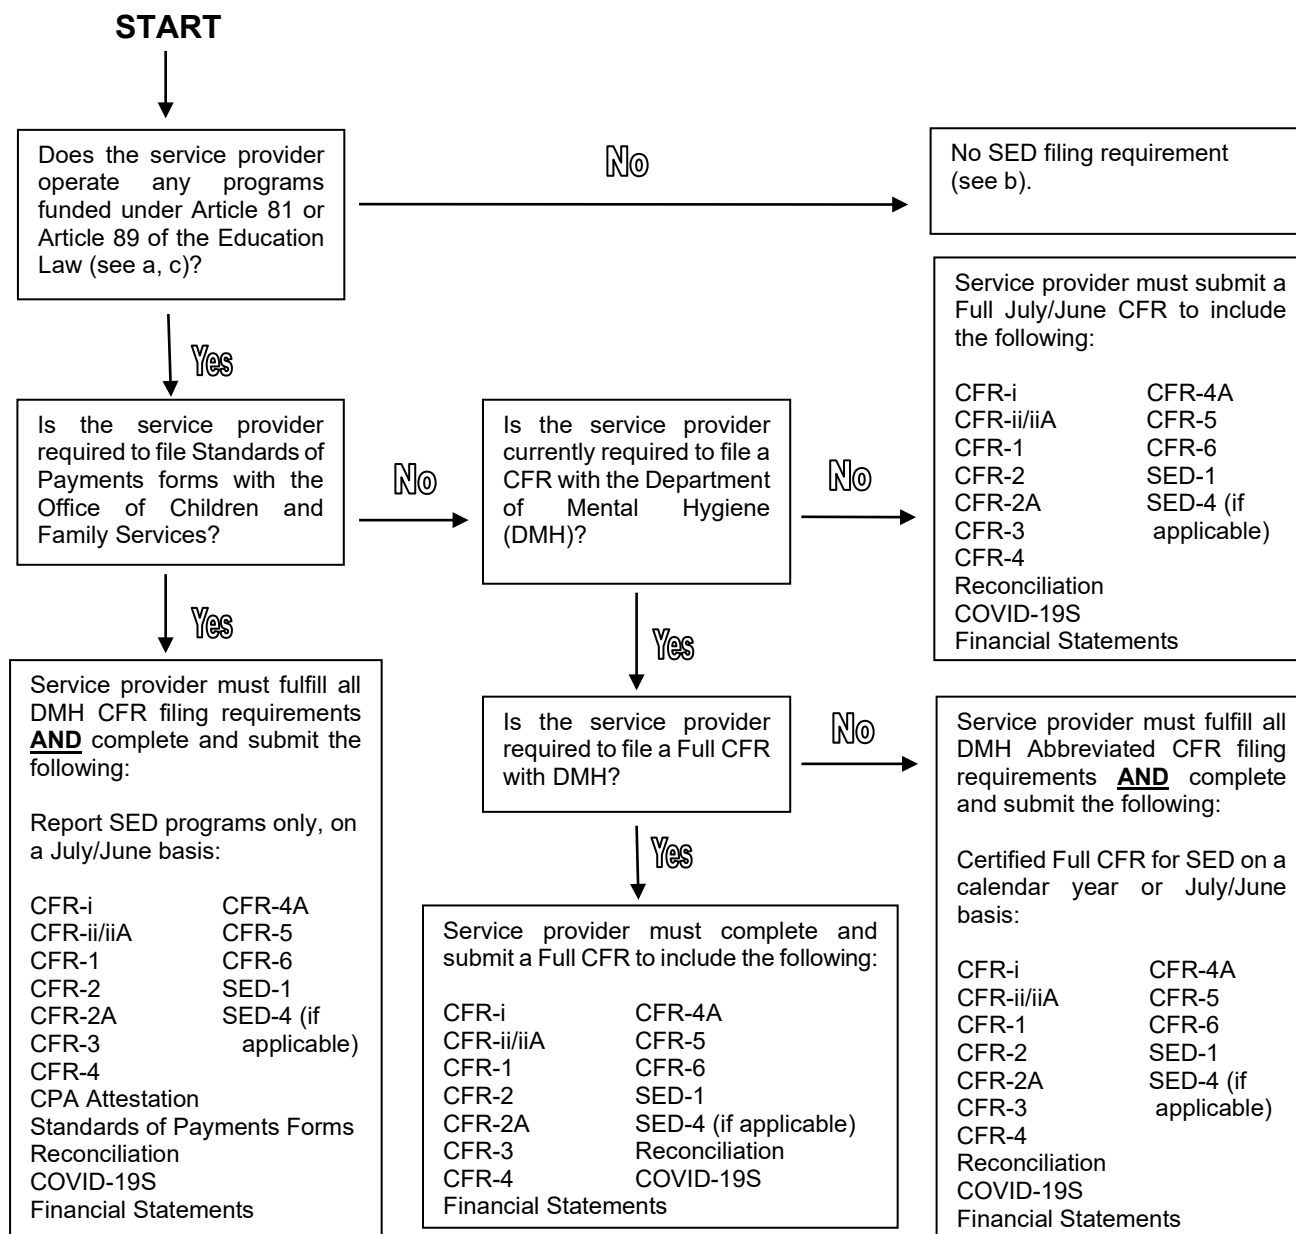 START
Does the service provider
operate any programs
funded under Article 81 or
Article 89 of the Education
Law (see a, c)?
No
No SED filing requirement
(see b).
Yes
Is the service provider
required to file Standards of
Payments forms with the
Office of Children and
Family Services?
No
Is the service provider
currently required to file a
CFR with the Department
of Mental Hygiene
(DMH)?
No
Service provider must submit a
Full July/June CFR to include
the following:
CFR-i CFR-4A
CFR-ii/iiA CFR-5
CFR-1 CFR-6
CFR-2 SED-1
CFR-2A SED-4 (if
CFR-3 applicable)
CFR-4
Reconciliation
COVID-19S
Financial Statements
Yes
Service provider must fulfill all
DMH CFR filing requirements
AND complete and submit the
following:
Report SED programs only, on
a July/June basis:
CFR-i CFR-4A
CFR-ii/iiA CFR-5
CFR-1 CFR-6
CFR-2 SED-1
CFR-2A SED-4 (if
CFR-3 applicable)
CFR-4
CPA Attestation
Standards of Payments Forms
Reconciliation
COVID-19S
Financial Statements
Yes
Is the service provider
required to file a Full CFR
with DMH?
No
Service provider must fulfill all
DMH Abbreviated CFR filing
requirements AND complete
and submit the following:
Certified Full CFR for SED on a
calendar year or July/June
basis:
CFR-i CFR-4A
CFR-ii/iiA CFR-5
CFR-1 CFR-6
CFR-2 SED-1
CFR-2A SED-4 (if
CFR-3 applicable)
CFR-4
Reconciliation
COVID-19S
Financial Statements
Yes
Service provider must complete and
submit a Full CFR to include the following:
CFR-i CFR-4A
CFR-ii/iiA CFR-5
CFR-1 CFR-6
CFR-2 SED-1
CFR-2A SED-4 (if applicable)
CFR-3 Reconciliation
CFR-4 COVID-19S
Financial Statements